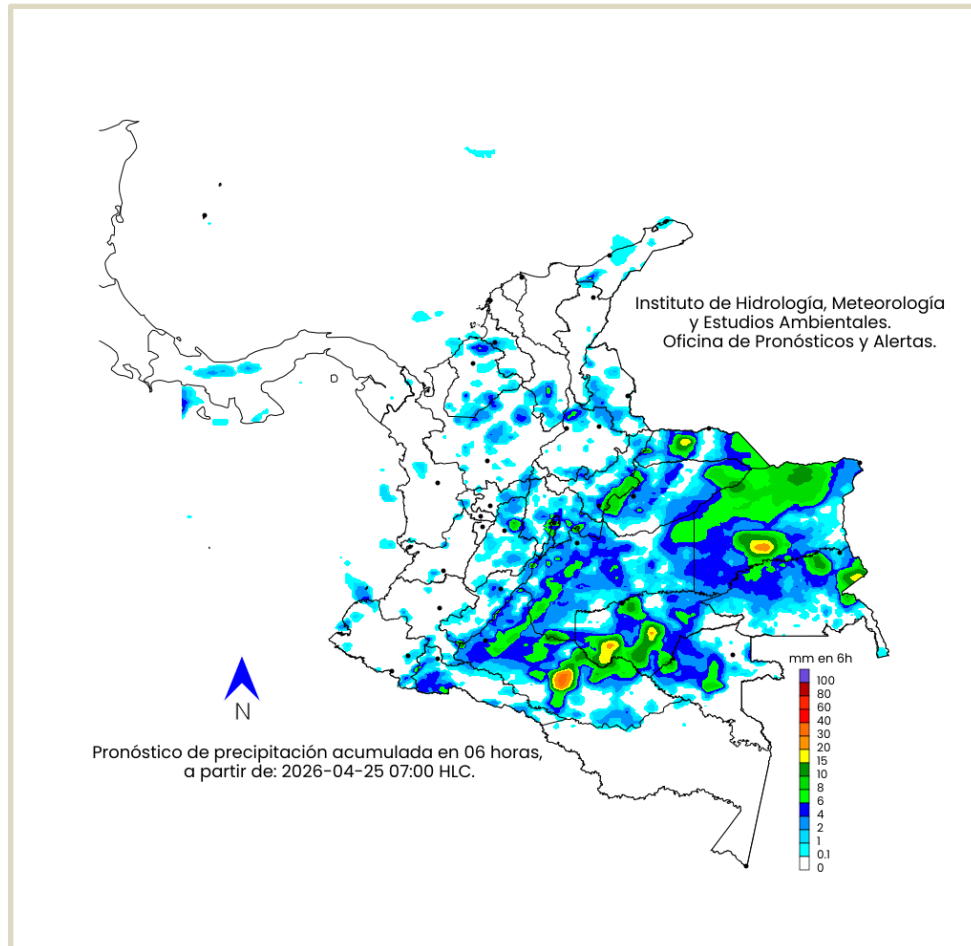 Instituto de Hidrología, Meteorología
y Estudios Ambientales.
Oficina de Pronósticos y Alertas.
mm en 6h
100
80
60
40
30
20
15
10
8
6
4
2
1
0.1
0
N
Pronóstico de precipitación acumulada en 06 horas,
a partir de: 2026-04-25 07:00 HLC.